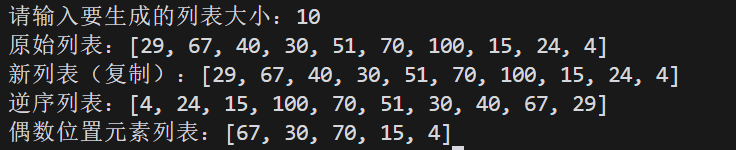 请输入要生成的列表大小：10
原始列表：[29, 67, 40, 30, 51, 70, 100, 15, 24, 4]
新列表（复制）：[29, 67, 40, 30, 51, 70, 100, 15, 24, 4]
逆序列表：[4, 24, 15, 100, 70, 51, 30, 40, 67, 29]
偶数位置元素列表：[67, 30, 70, 15, 4]